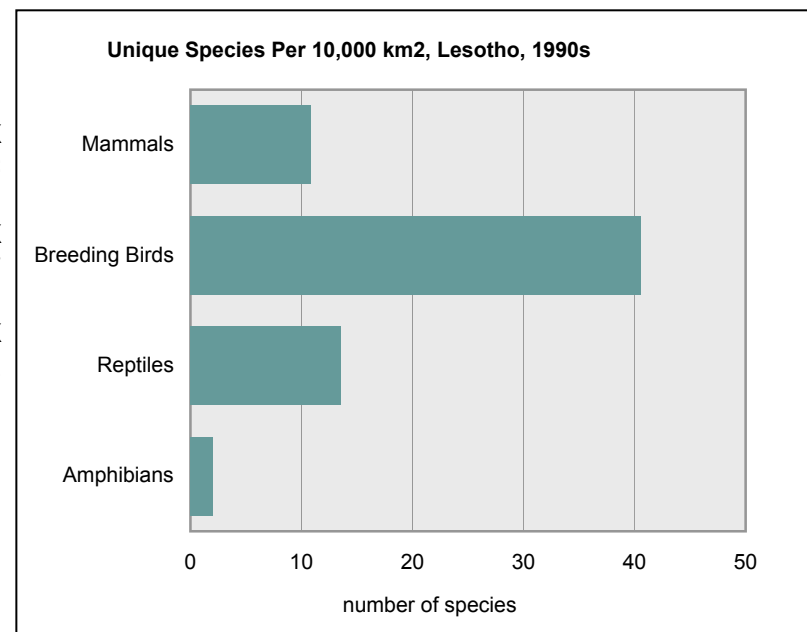 Unique Species Per 10,000 km2, Lesotho, 1990s
Mammals
Breeding Birds
Reptiles
Amphibians
0 10 20 30 40 50
number of species